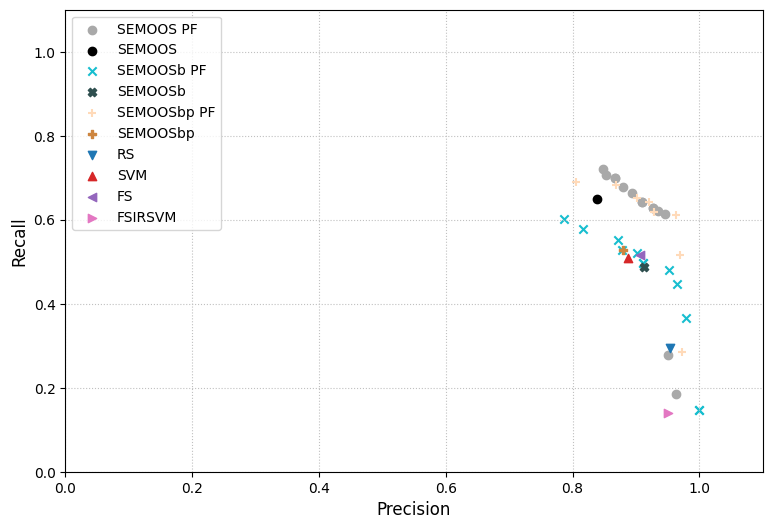 SEMOOS PF
SEMOOS
SEMOOSb PF
SEMOOSb
SEMOOSbp PF
SEMOOSbp
RS
SVM
FS
FSIRSVM
1.0
0.8
0.6
0.4
0.2
0.0
Recall
0.0 0.2 0.4 0.6 0.8 1.0
Precision